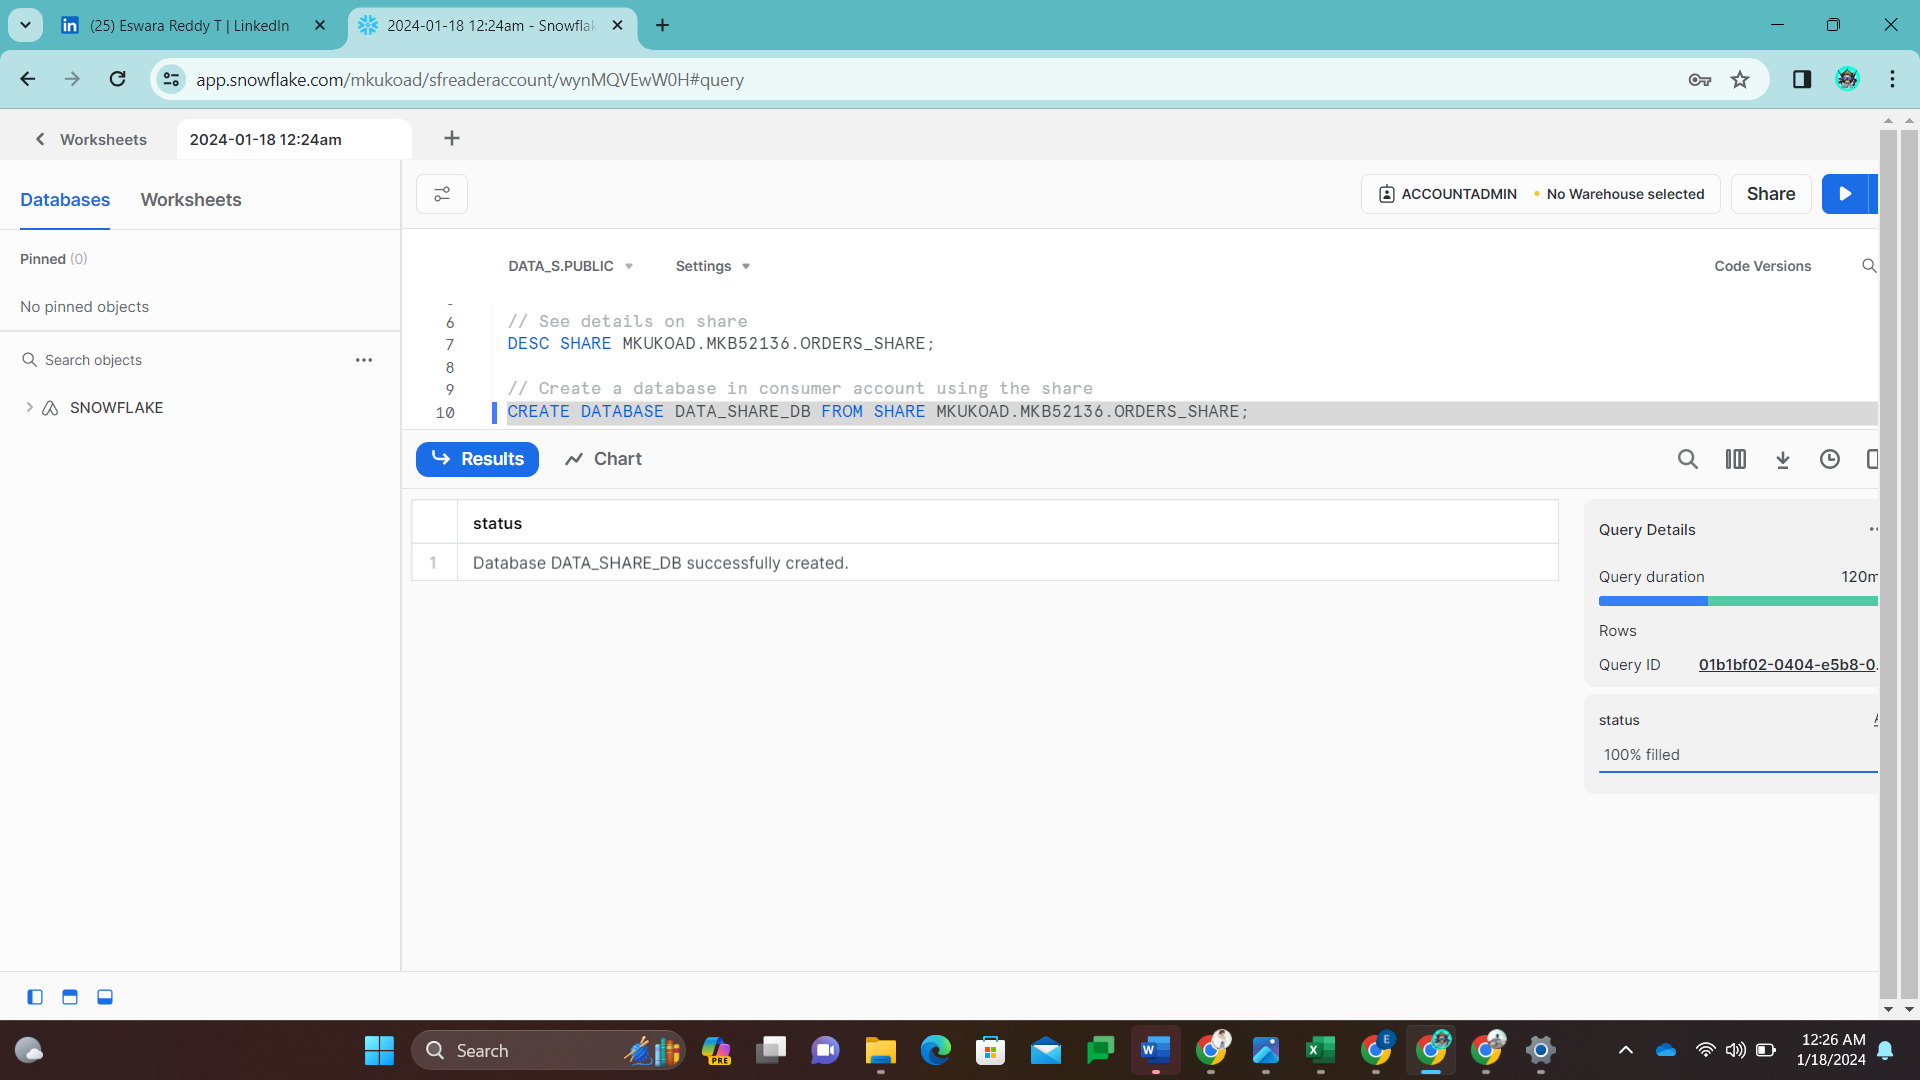 (25) Eswara Reddy T | LinkedIn
2024-01-18 12:24am - Snowflak
app.snowflake.com/mkukoad/sfreaderaccount/wynMQVEwW0H#query
Worksheets
2024-01-18 12:24am
Databases
Worksheets
ACCOUNTADMIN
No Warehouse selected
Share
Pinned (0)
No pinned objects
Search objects
SNOWFLAKE
DATA_S.PUBLIC
Settings
Code Versions
6 // See details on share
7 DESC SHARE MKUKOAD.MKB52136.ORDERS_SHARE;
8
9 // Create a database in consumer account using the share
10 CREATE DATABASE DATA_SHARE_DB FROM SHARE MKUKOAD.MKB52136.ORDERS_SHARE;
Results
Chart
status
1 Database DATA_SHARE_DB successfully created.
Query Details
Query duration 120m
Rows
Query ID 01b1bf02-0404-e5b8-0.
status
100% filled
Search
PRE
E
12:26 AM
1/18/2024